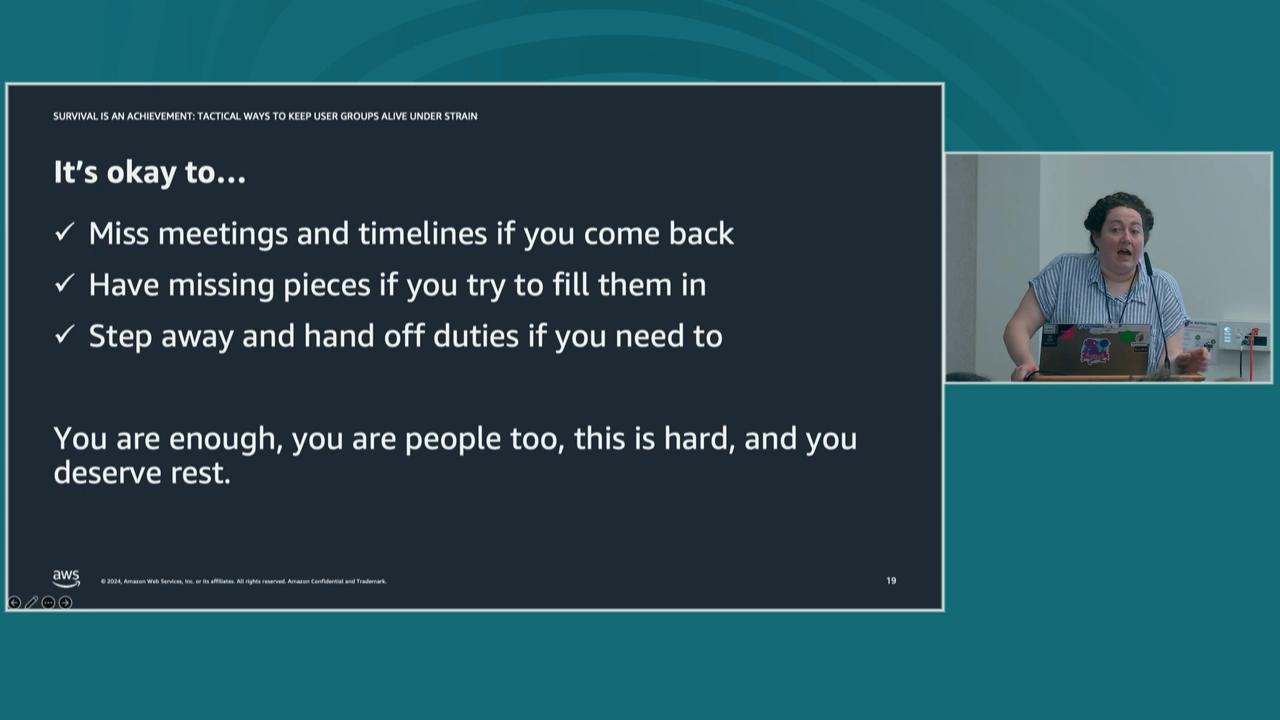 SURVIVAL IS AN ACHIEVEMENT: TACTICAL WAYS TO KEEP USER GROUPS ALIVE UNDER STRAIN
It's okay to...
✓ Miss meetings and timelines if you come back
✓ Have missing pieces if you try to fill them in
✓ Step away and hand off duties if you need to
You are enough, you are people too, this is hard, and you
deserve rest.
aws
© 2024, Amazon Web Services, Inc. or its affiliates. All rights reserved. Amazon Confidential and Trademark.
19